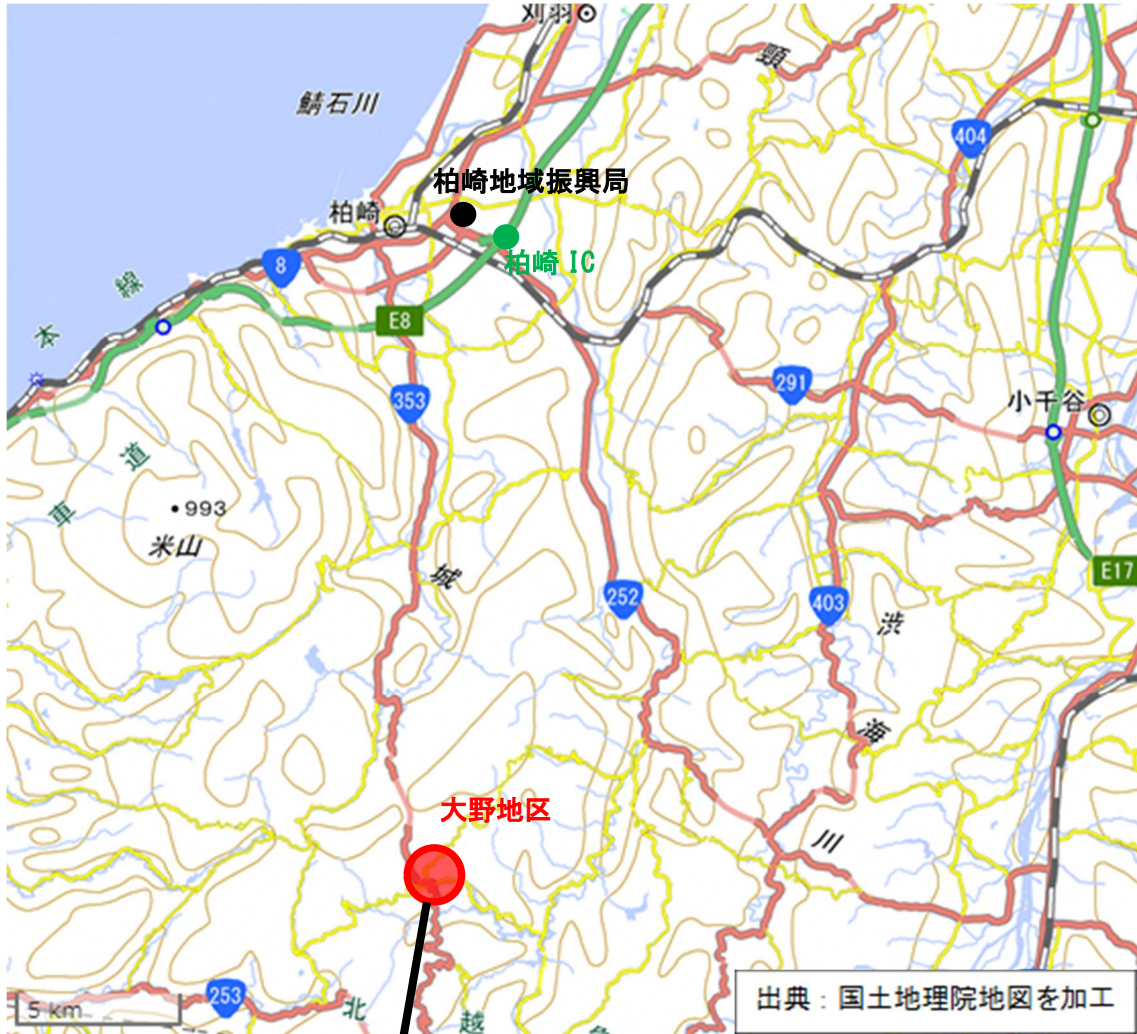 刈羽
頸
鯖石川
404
柏崎地域振興局
柏崎
柏崎 IC
8
線
本
E8
353
291
小千谷
道
車
993
米山
城
E17
252
403
渋
海
大野地区
川
253
北
越
5 km
出典：国土地理院地図を加工